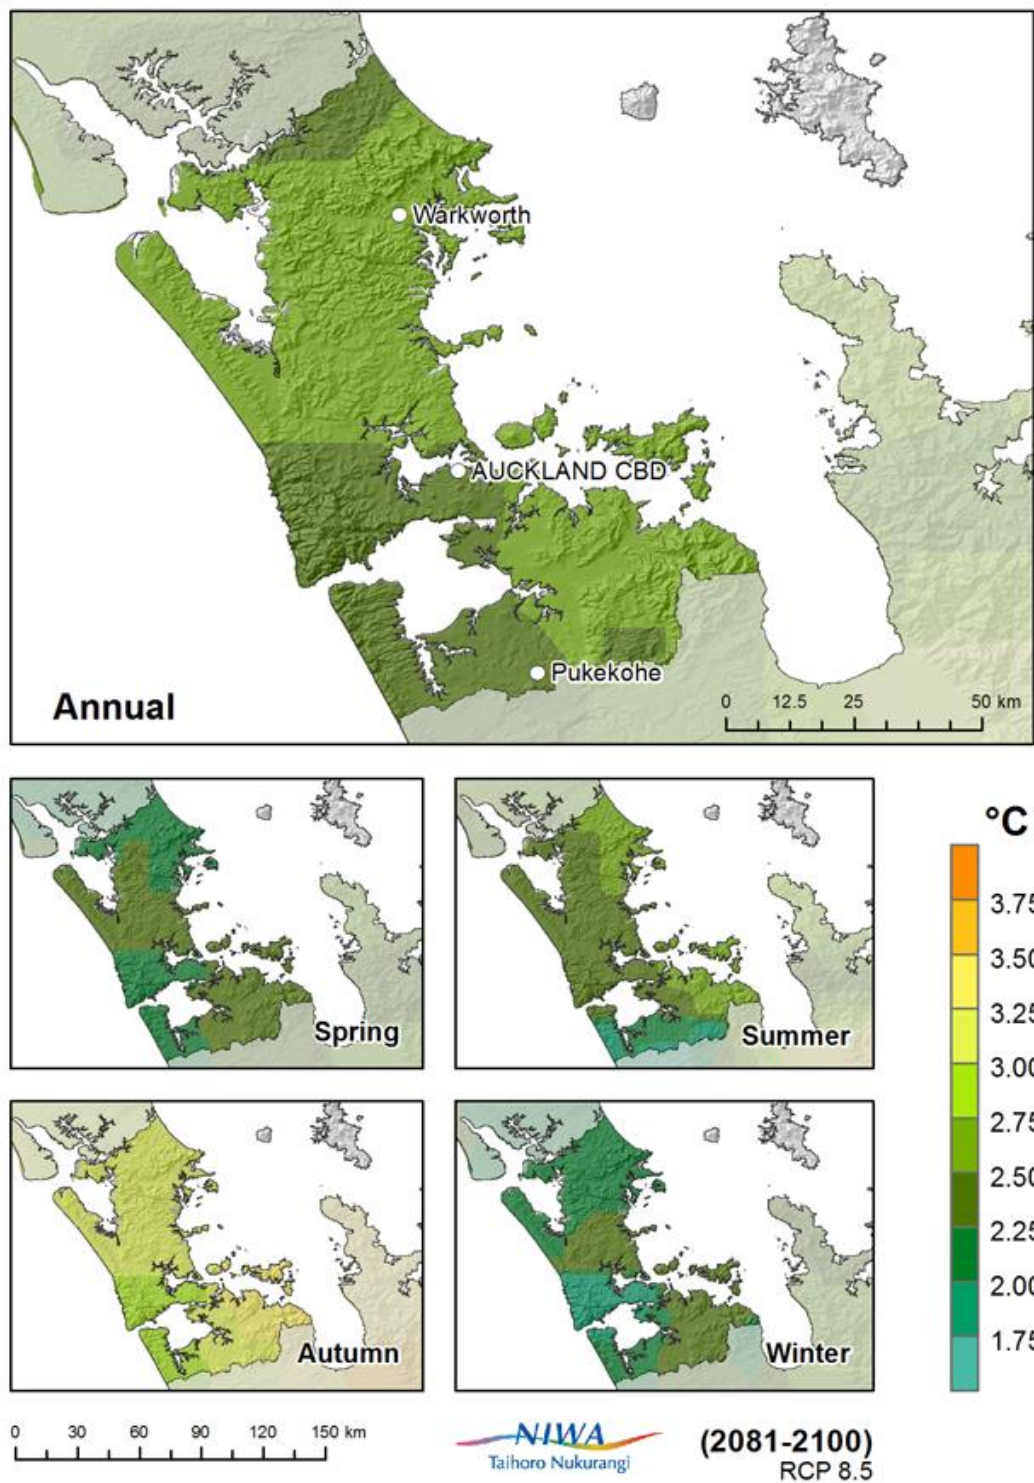 Warkworth
AUCKLAND CBD
Pukekohe
Annual
0 12.5 25 50 km
Spring
Summer
Autumn
Winter
°C
3.75
3.50
3.25
3.00
2.75
2.50
2.25
2.00
1.75
0 30 60 90 120 150 km
NIWA
Taihoro Nukurangi
(2081-2100)
RCP 8.5